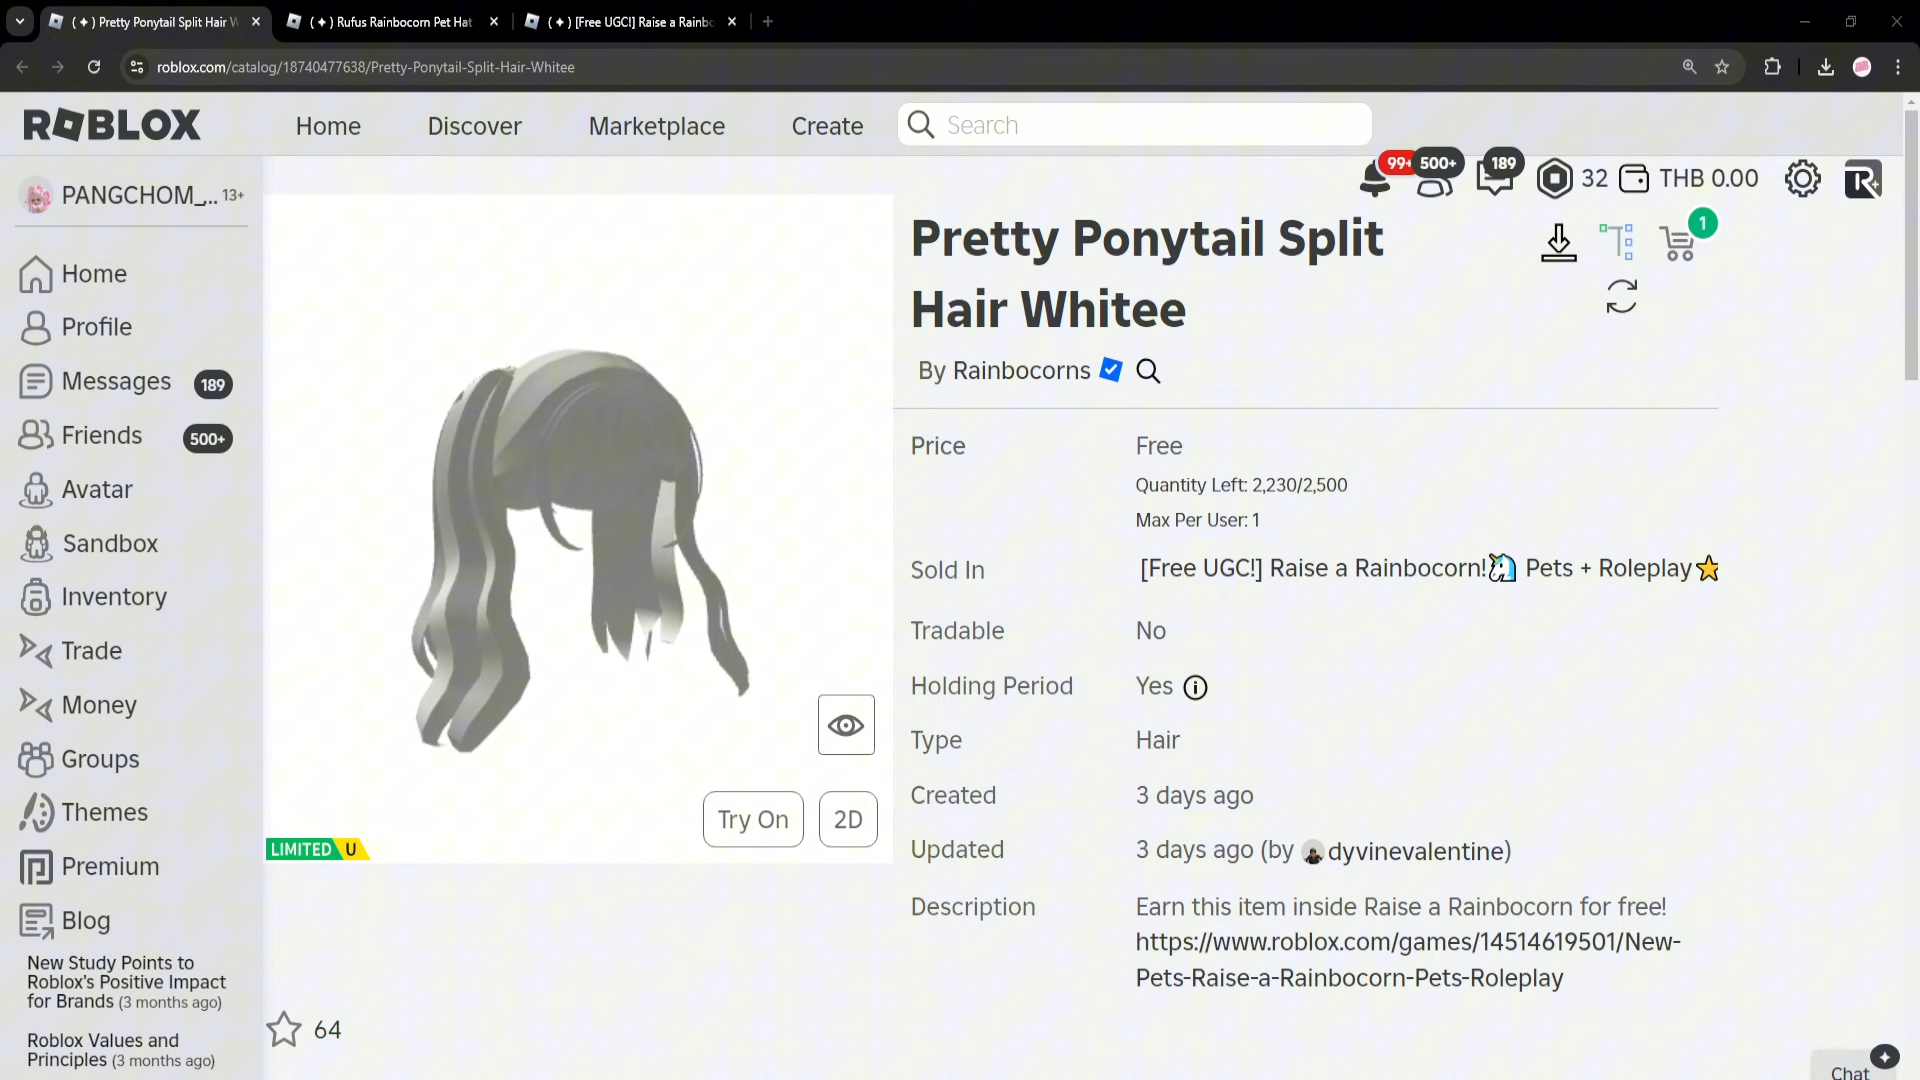 ( ✦ ) Pretty Ponytail Split Hair W
( ✦ ) Rufus Rainbocorn Pet Hat
( ✦ ) [Free UGC!] Raise a Rainbo
roblox.com/catalog/18740477638/Pretty-Ponytail-Split-Hair-Whitee
ROBLOX
Home
Discover
Marketplace
Create
Search
99+
500+
189
32
THB 0.00
R+
PANGCHOM_... 13+
Home
Profile
Messages 189
Friends 500+
Avatar
Sandbox
Inventory
Trade
Money
Groups
Themes
Premium
Blog
New Study Points to
Roblox's Positive Impact
for Brands (3 months ago)
Roblox Values and
Principles (3 months ago)
Try On
2D
LIMITED U
64
Pretty Ponytail Split
Hair Whitee
1
By Rainbocorns
Price Free
Quantity Left: 2,230/2,500
Max Per User: 1
Sold In [Free UGC!] Raise a Rainbocorn!🦄 Pets + Roleplay⭐
Tradable No
Holding Period Yes
Type Hair
Created 3 days ago
Updated 3 days ago (by dyvinevalentine)
Description Earn this item inside Raise a Rainbocorn for free!
https://www.roblox.com/games/14514619501/New-
Pets-Raise-a-Rainbocorn-Pets-Roleplay
Chat